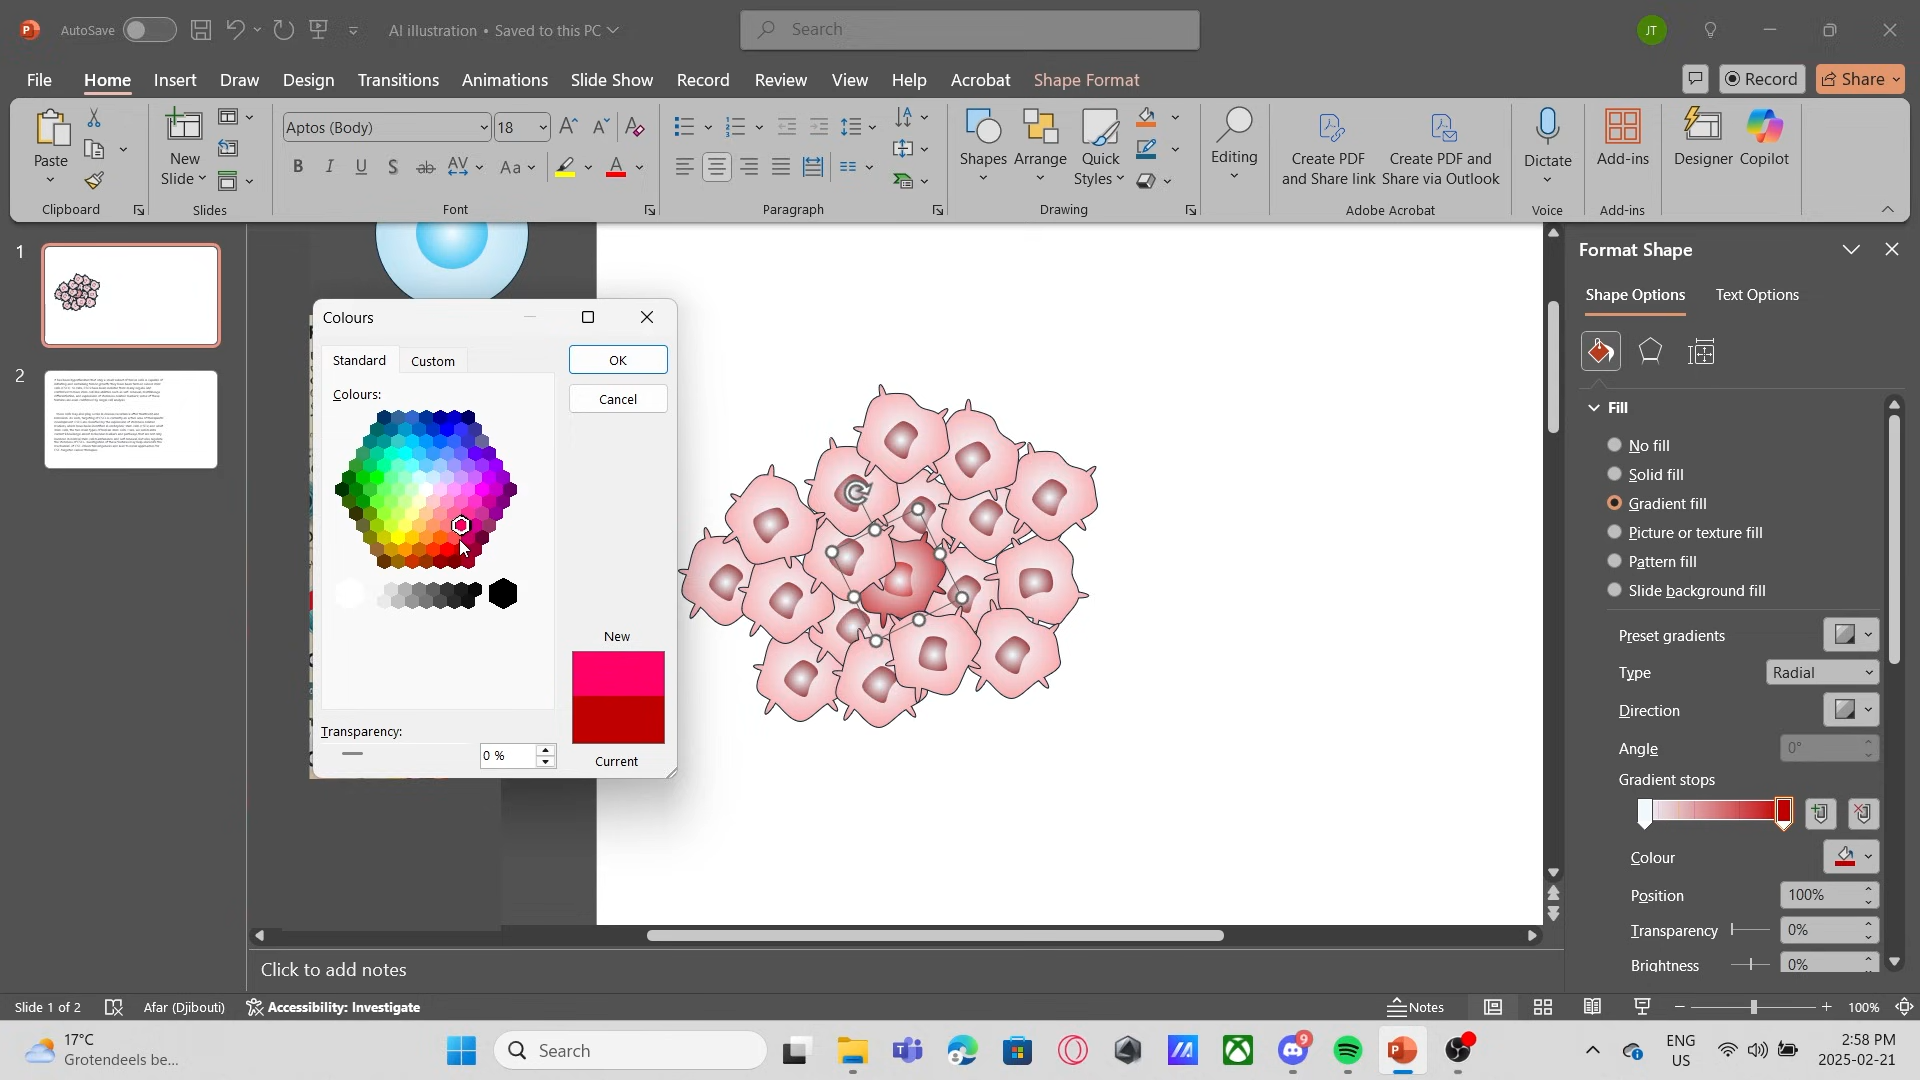 AutoSave
AI illustration • Saved to this PC
Search
JT
File Home Insert Draw Design Transitions Animations Slide Show Record Review View Help Acrobat Shape Format
Record
Share
Paste
New
Slide
Aptos (Body)
18
Shapes
Arrange
Quick
Styles
Editing
Create PDF
and Share link
Create PDF and
Share via Outlook
Dictate
Add-ins
Designer
Copilot
Clipboard
Slides
Font
Paragraph
Drawing
Adobe Acrobat
Voice
Add-ins
1
2
Colours
Standard
Custom
OK
Cancel
Colours:
New
Current
Transparency:
0 %
Format Shape
Shape Options
Text Options
Fill
No fill
Solid fill
Gradient fill
Picture or texture fill
Pattern fill
Slide background fill
Preset gradients
Type
Radial
Direction
Angle
0°
Gradient stops
Colour
Position
100%
Transparency
0%
Brightness
0%
Click to add notes
Slide 1 of 2
Afar (Djibouti)
Accessibility: Investigate
Notes
100%
17°C
Grotendeels be...
Search
9
ENG
US
2:58 PM
2025-02-21